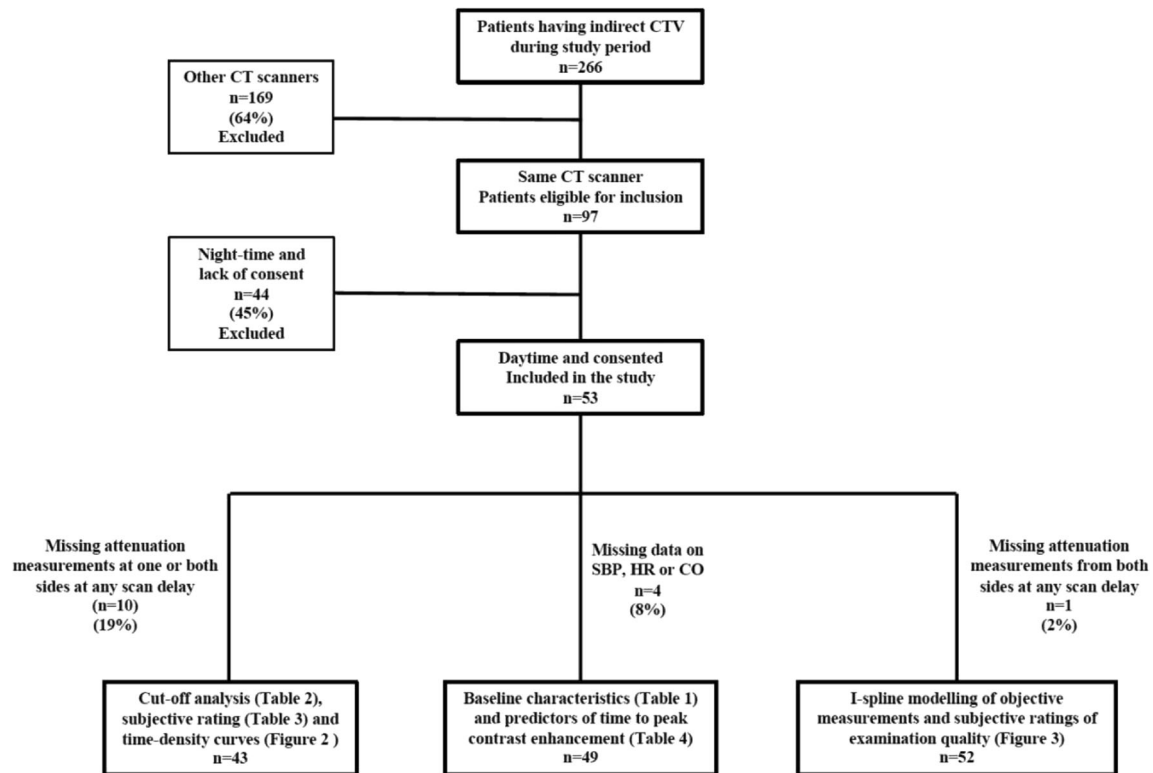 Patients having indirect CTV
during study period
n=266
Other CT scanners
n=169
(64%)
Excluded
Same CT scanner
Patients eligible for inclusion
n=97
Night-time and
lack of consent
n=44
(45%)
Excluded
Daytime and consented
Included in the study
n=53
Missing attenuation
measurements at one or both
sides at any scan delay
(n=10)
(19%)
Missing data on
SBP, HR or CO
n=4
(8%)
Missing attenuation
measurements from both
sides at any scan delay
n=1
(2%)
Cut-off analysis (Table 2),
subjective rating (Table 3) and
time-density curves (Figure 2 )
n=43
Baseline characteristics (Table 1)
and predictors of time to peak
contrast enhancement (Table 4)
n=49
I-spline modelling of objective
measurements and subjective ratings of
examination quality (Figure 3)
n=52